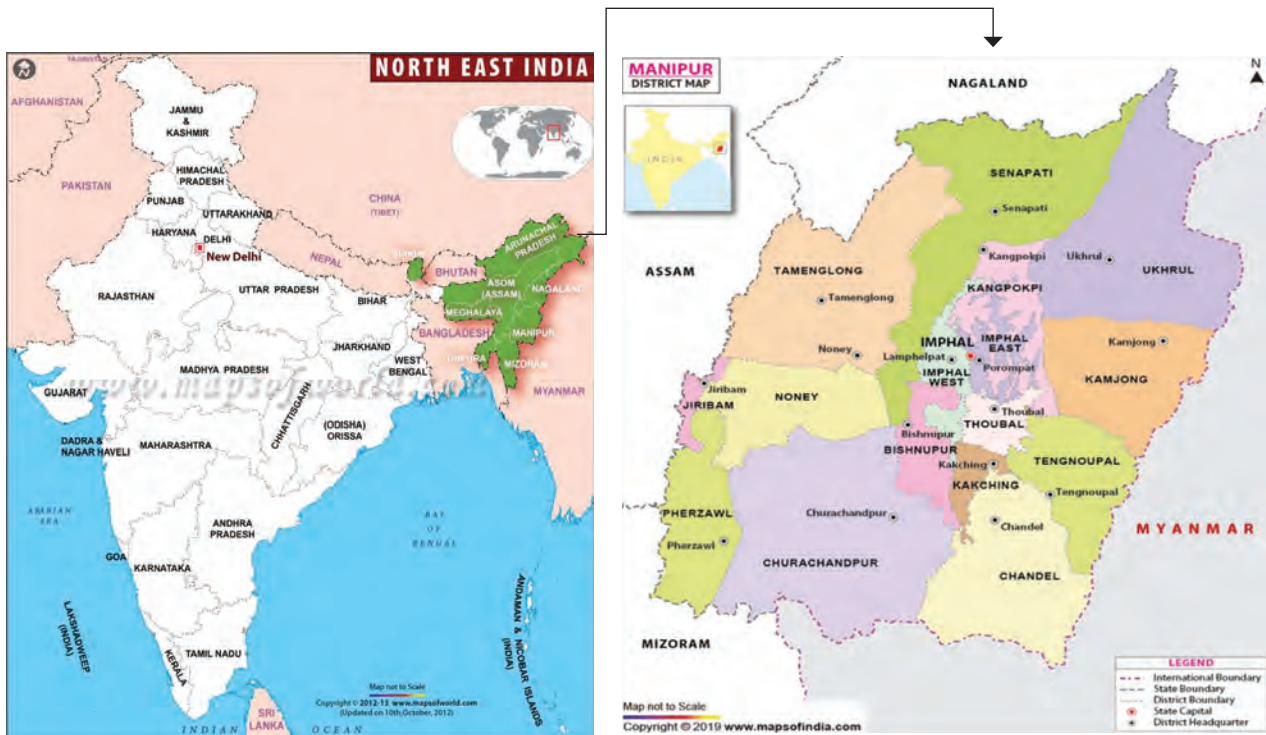 NORTH EAST INDIA
TAJIKISTAN
AFGHANISTAN
JAMMU
&
KASHMIR
HIMACHAL
PRADESH
PAKISTAN
PUNJAB
CHINA
(TIBET)
UTTARAKHAND
HARYANA
DELHI
New Delhi
NEPAL
SIKKIM
BHUTAN
ARUNACHAL
PRADESH
RAJASTHAN
UTTAR PRADESH
BIHAR
ASOM
(ASSAM)
NAGALAND
MEGHALAYA
BANGLADESH
MANIPUR
JHARKHAND
TRIPURA
MIZORAM
WEST
BENGAL
MADHYA PRADESH
www.mapsofworld.com
GUJARAT
CHHATTISGARH
MYANMAR
(ODISHA)
ORISSA
DADRA &
NAGAR HAVELI
MAHARASHTRA
ARABIAN
SEA
BAY
OF
BENGAL
ANDHRA
PRADESH
GOA
KARNATAKA
LAKSHADWEEP
(INDIA)
ANDAMAN & NICOBAR ISLANDS
(INDIA)
KERALA
TAMIL NADU
SRI
LANKA
INDIAN OCEAN
Map not to Scale
Copyright © 2012-13 www.mapsofworld.com
(Updated on 10th,October, 2012)
MANIPUR
DISTRICT MAP
INDIA
N
NAGALAND
SENAPATI
Senapati
ASSAM
TAMENGLONG
Tamenglong
Kangpokpi
KANGPOKPI
Ukhrul
UKHRUL
Noney
IMPHAL
Lamphelpat
IMPHAL
WEST
IMPHAL
EAST
Porompat
Kamjong
KAMJONG
Jiribam
JIRIBAM
NONEY
Thoubal
THOUBAL
Bishnupur
BISHNUPUR
Kakching
KAKCHING
TENGNOUPAL
Tengnoupal
PHERZAWL
Pherzawl
Churachandpur
CHURACHANDPUR
Chandel
CHANDEL
MYANMAR
MIZORAM
LEGEND
International Boundary
State Boundary
District Boundary
State Capital
District Headquarter
Map not to Scale
Copyright © 2019 www.mapsofindia.com